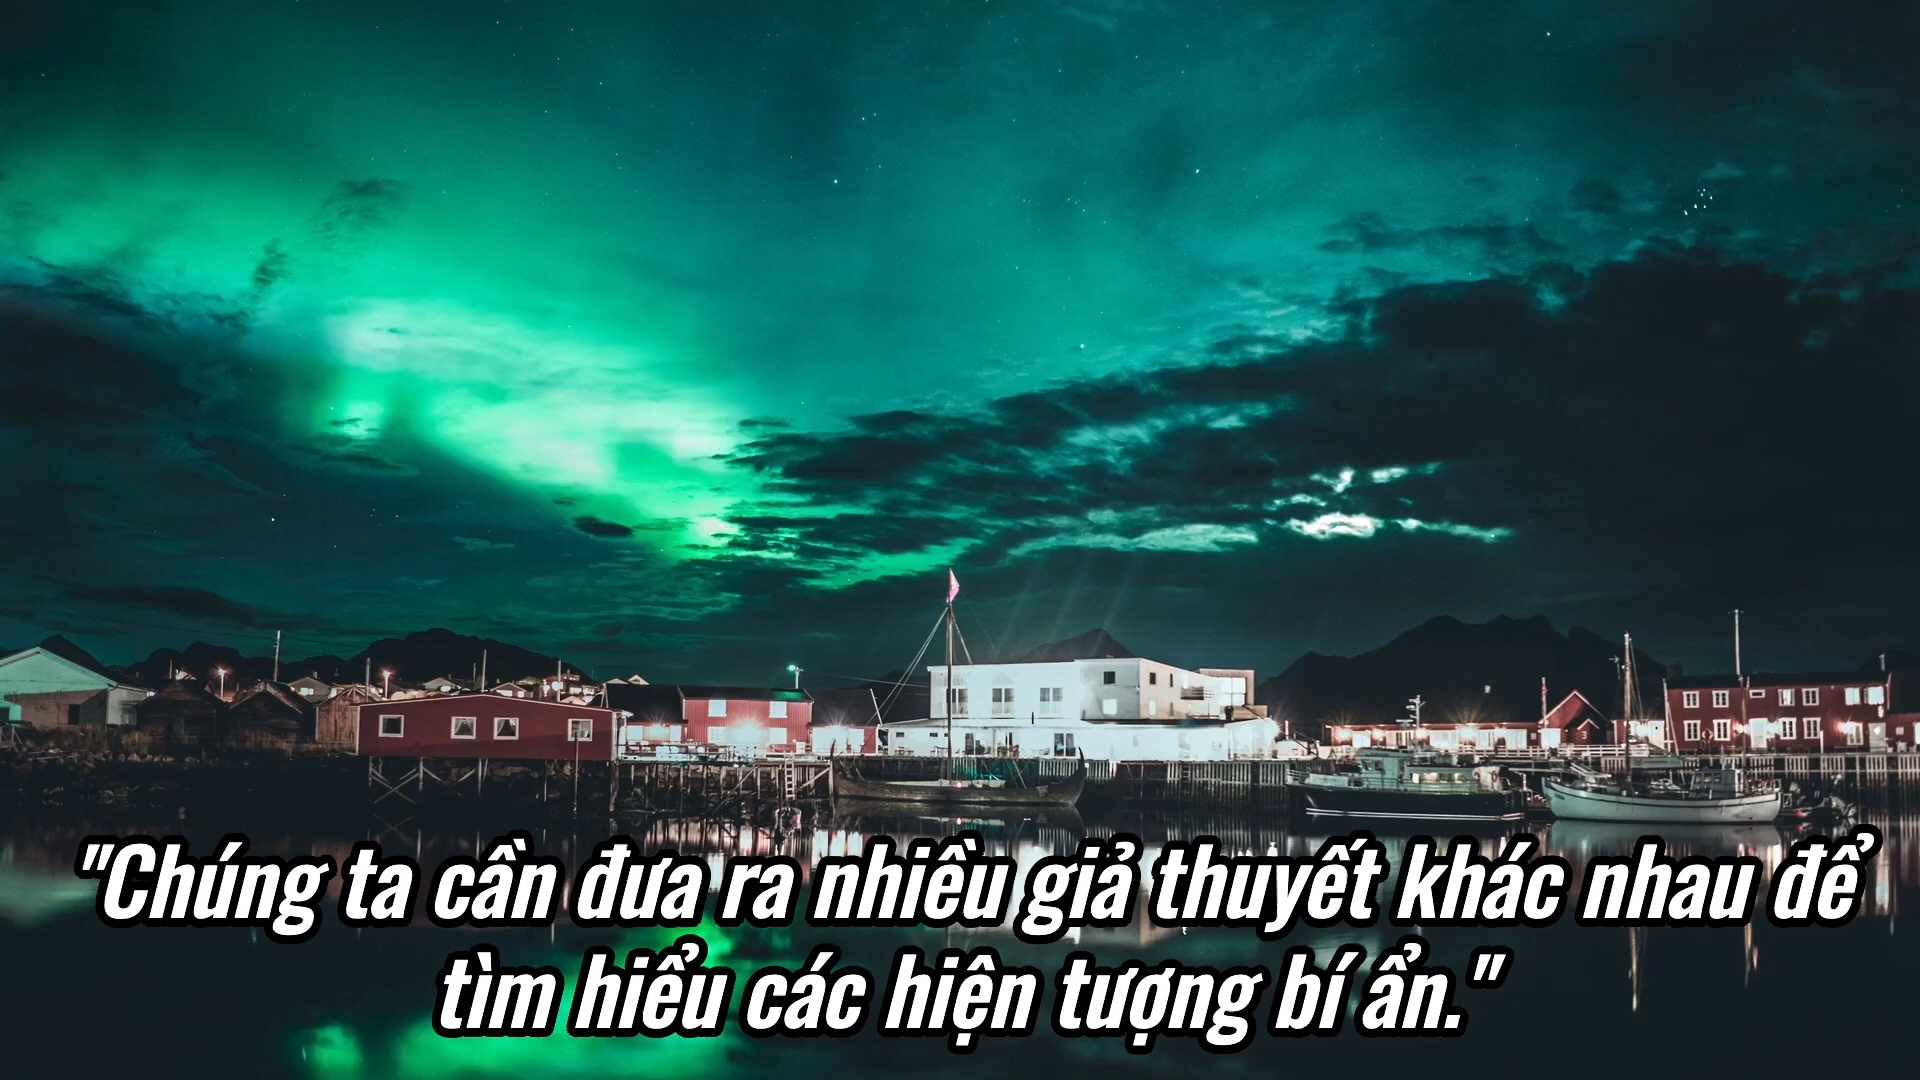 "Chúng ta cần đưa ra nhiều giả thuyết khác nhau để
tìm hiểu các hiện tượng bí ẩn."